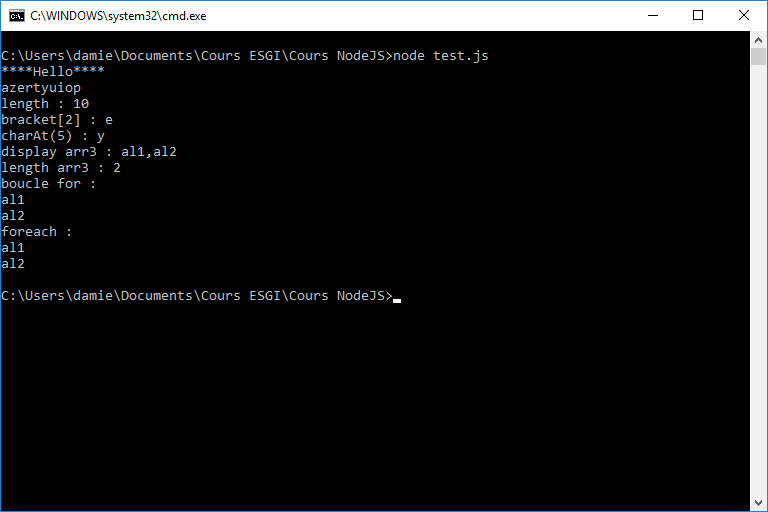 C:\WINDOWS\system32\cmd.exe
C:\Users\damie\Documents\Cours ESGI\Cours NodeJS>node test.js
****Hello****
azertyuiop
length : 10
bracket[2] : e
charAt(5) : y
display arr3 : al1,al2
length arr3 : 2
boucle for :
al1
al2
foreach :
al1
al2
C:\Users\damie\Documents\Cours ESGI\Cours NodeJS>